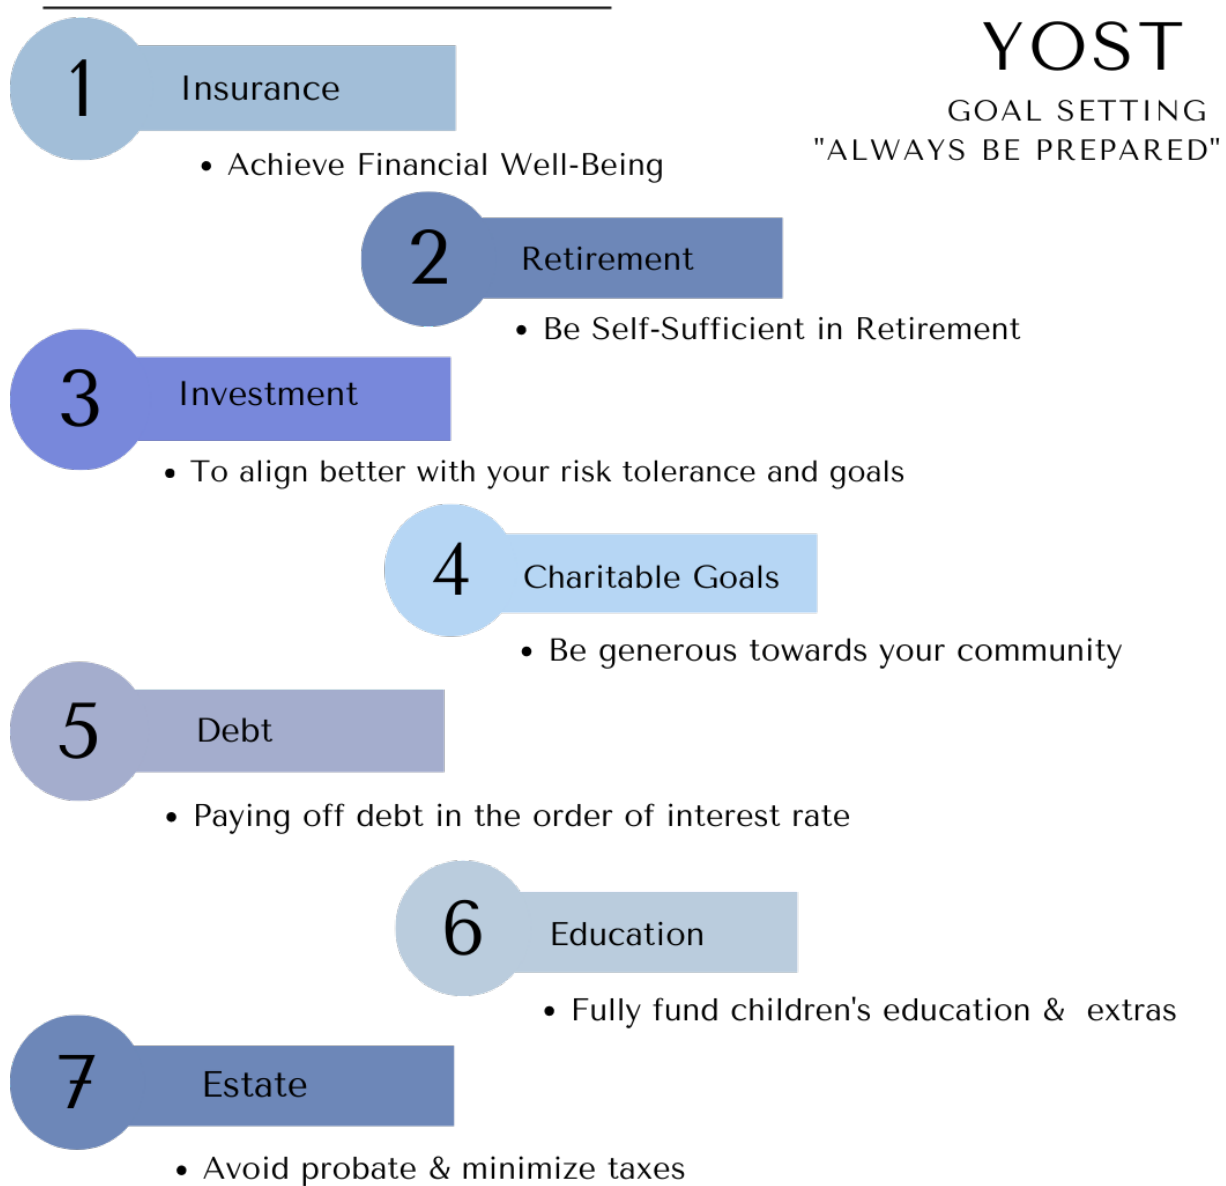 YOST
GOAL SETTING
"ALWAYS BE PREPARED"
1 Insurance
• Achieve Financial Well-Being
2 Retirement
• Be Self-Sufficient in Retirement
3 Investment
• To align better with your risk tolerance and goals
4 Charitable Goals
• Be generous towards your community
5 Debt
• Paying off debt in the order of interest rate
6 Education
• Fully fund children's education & extras
7 Estate
• Avoid probate & minimize taxes